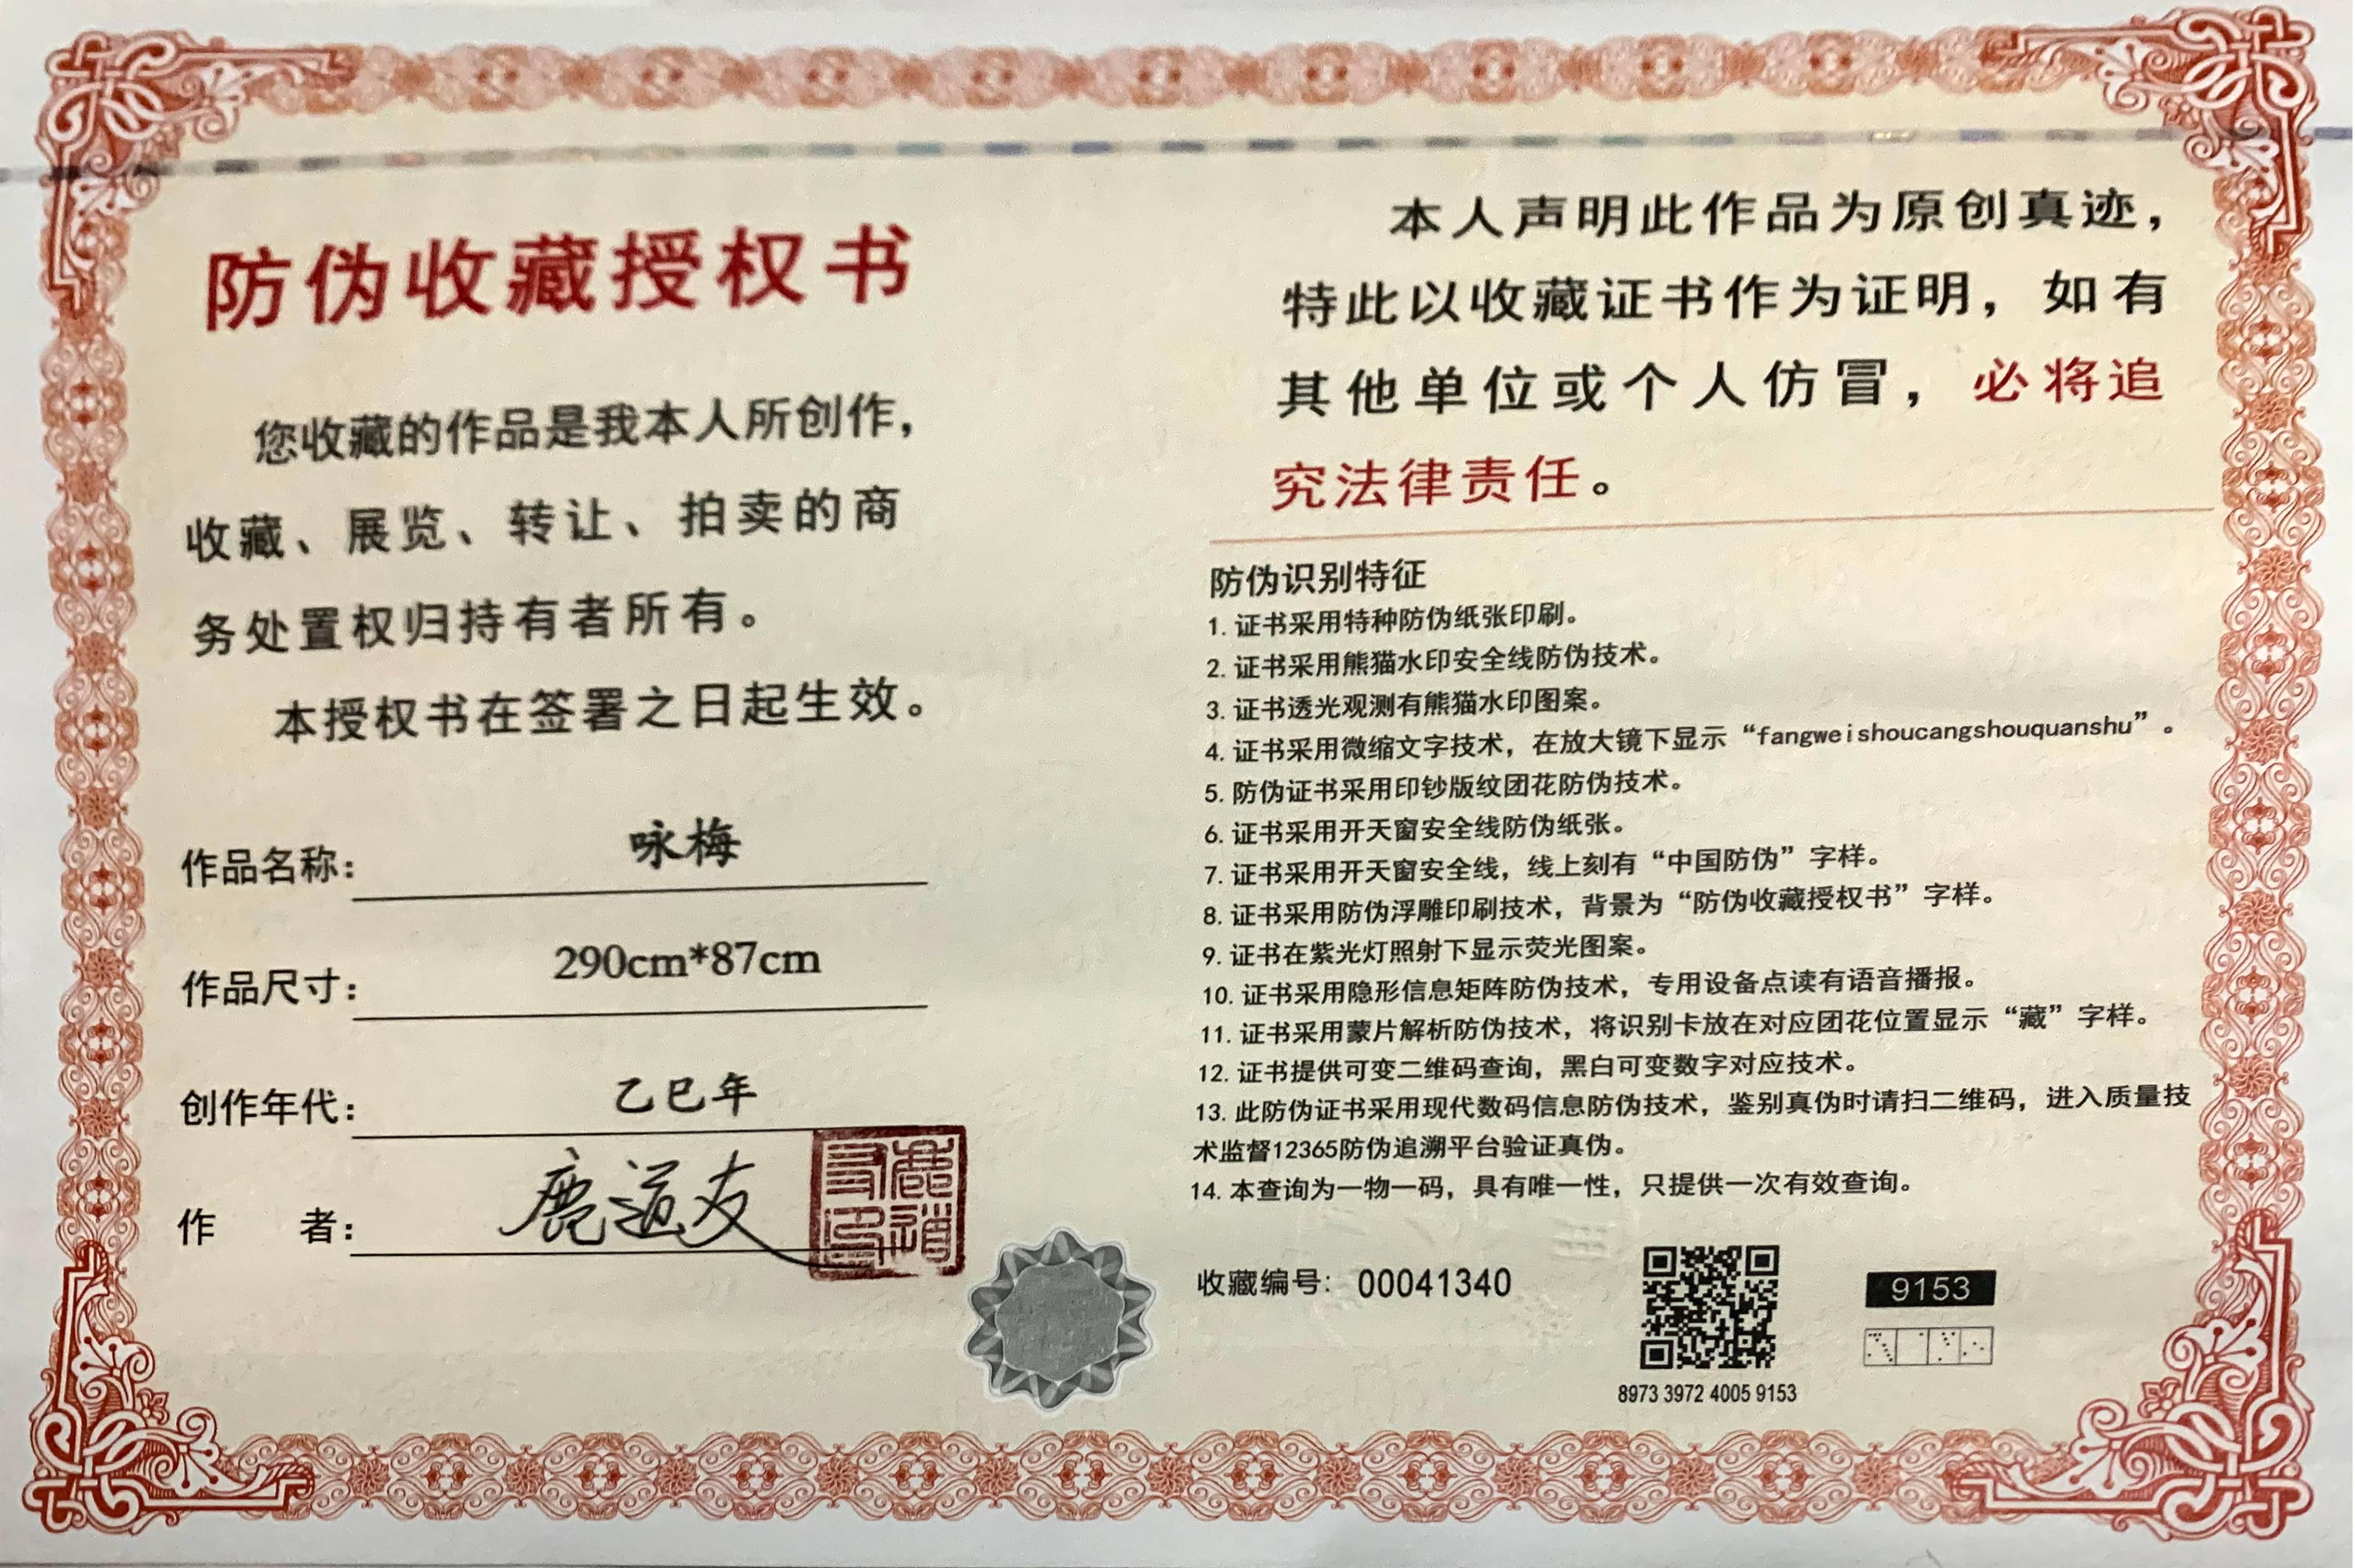 防伪收藏授权书
您收藏的作品是我本人所创作，
收藏、展览、转让、拍卖的商
务处置权归持有者所有。
本授权书在签署之日起生效。
作品名称： 咏梅
作品尺寸： 290cm*87cm
创作年代： 乙巳年
作 者： 鹿道友
鹿道友印
本人声明此作品为原创真迹，
特此以收藏证书作为证明，如有
其他单位或个人仿冒，必将追
究法律责任。
防伪识别特征
1. 证书采用特种防伪纸张印刷。
2. 证书采用熊猫水印安全线防伪技术。
3. 证书透光观测有熊猫水印图案。
4. 证书采用微缩文字技术，在放大镜下显示“fangweishoucangshouquanshu”。
5. 防伪证书采用印钞版纹团花防伪技术。
6. 证书采用开天窗安全线防伪纸张。
7. 证书采用开天窗安全线，线上刻有“中国防伪”字样。
8. 证书采用防伪浮雕印刷技术，背景为“防伪收藏授权书”字样。
9. 证书在紫光灯照射下显示荧光图案。
10. 证书采用隐形信息矩阵防伪技术，专用设备点读有语音播报。
11. 证书采用蒙片解析防伪技术，将识别卡放在对应团花位置显示“藏”字样。
12. 证书提供可变二维码查询，黑白可变数字对应技术。
13. 此防伪证书采用现代数码信息防伪技术，鉴别真伪时请扫二维码，进入质量技
术监督12365防伪追溯平台验证真伪。
14. 本查询为一物一码，具有唯一性，只提供一次有效查询。
收藏编号：00041340
9153
8973 3972 4005 9153